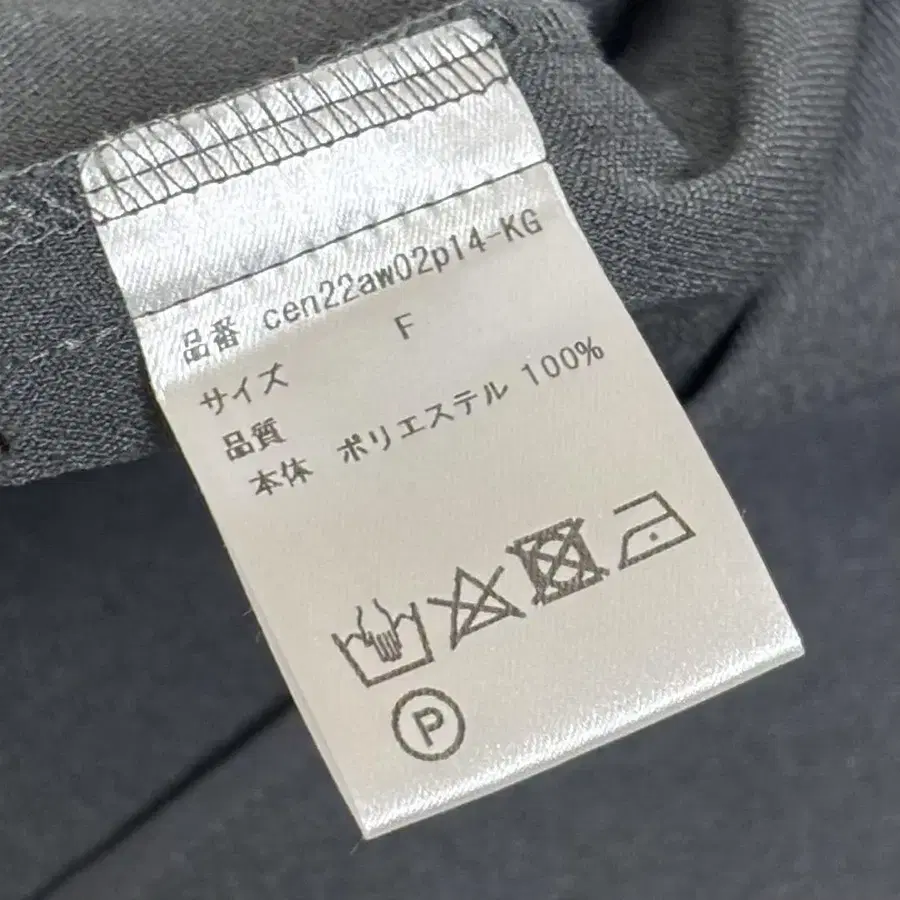 品番 cen22aw02p14-KG
サイズ F
品質
本体 ポリエステル 100%
P